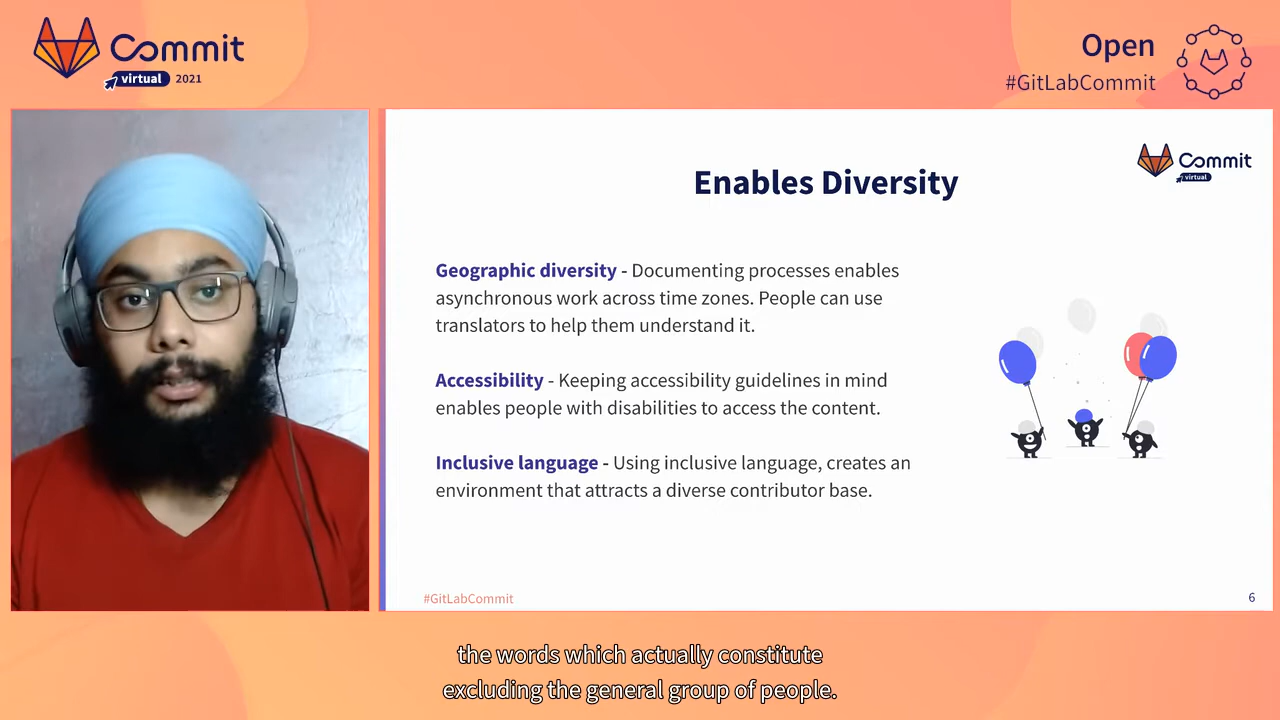 Commit
virtual 2021
Open
#GitLabCommit
Commit
virtual
Enables Diversity
Geographic diversity - Documenting processes enables
asynchronous work across time zones. People can use
translators to help them understand it.
Accessibility - Keeping accessibility guidelines in mind
enables people with disabilities to access the content.
Inclusive language - Using inclusive language, creates an
environment that attracts a diverse contributor base.
#GitLabCommit
6
the words which actually constitute
excluding the general group of people.